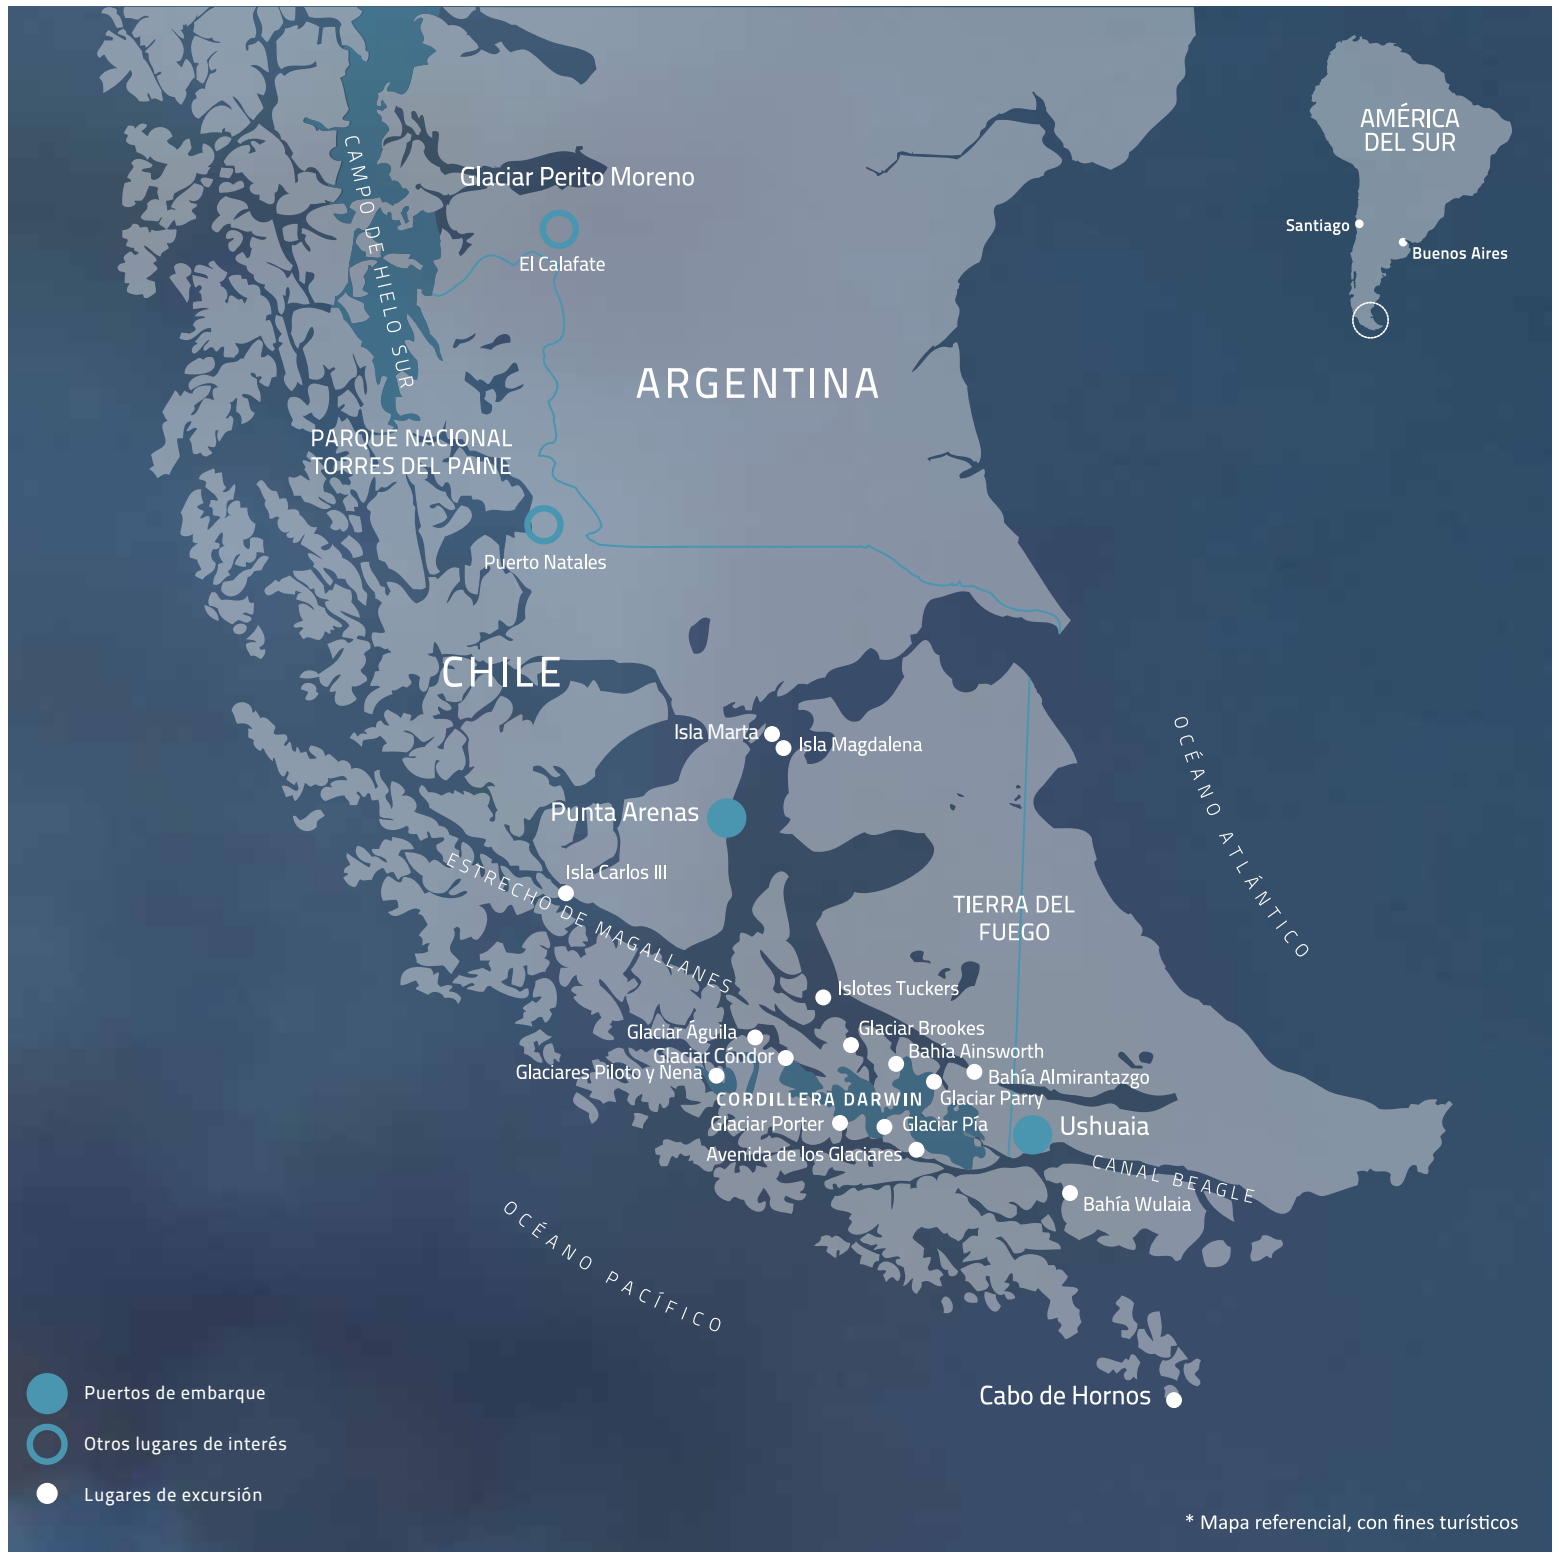 AMÉRICA
DEL SUR
Santiago
Buenos Aires
CAMPO DE HIELO SUR
Glaciar Perito Moreno
El Calafate
ARGENTINA
PARQUE NACIONAL
TORRES DEL PAINE
Puerto Natales
CHILE
Isla Marta
Isla Magdalena
OCÉANO ATLÁNTICO
Punta Arenas
ESTRECHO DE MAGALLANES
Isla Carlos III
TIERRA DEL
FUEGO
Islotes Tuckers
Glaciar Águila
Glaciar Brookes
Glaciar Cóndor
Bahía Ainsworth
Glaciares Piloto y Nena
Bahía Almirantazgo
CORDILLERA DARWIN
Glaciar Parry
Glaciar Porter
Glaciar Pía
Ushuaia
Avenida de los Glaciares
CANAL BEAGLE
Bahía Wulaia
OCÉANO PACÍFICO
Cabo de Hornos
Puertos de embarque
Otros lugares de interés
Lugares de excursión
* Mapa referencial, con fines turísticos